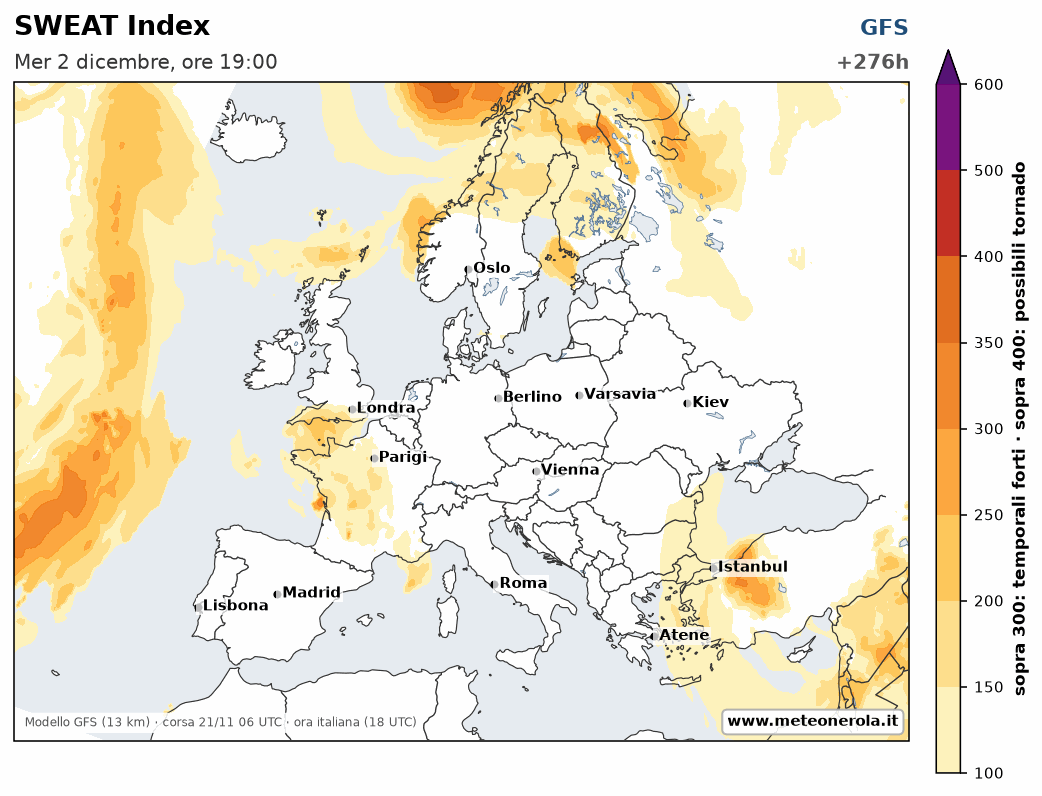 SWEAT Index
GFS
Mer 2 dicembre, ore 19:00
+276h
600
500
400
350
300
250
200
150
100
sopra 300: temporali forti · sopra 400: possibili tornado
Oslo
Berlino
Varsavia
Kiev
Londra
Parigi
Vienna
Istanbul
Roma
Madrid
Lisbona
Atene
Modello GFS (13 km) · corsa 21/11 06 UTC · ora italiana (18 UTC)
www.meteonerola.it